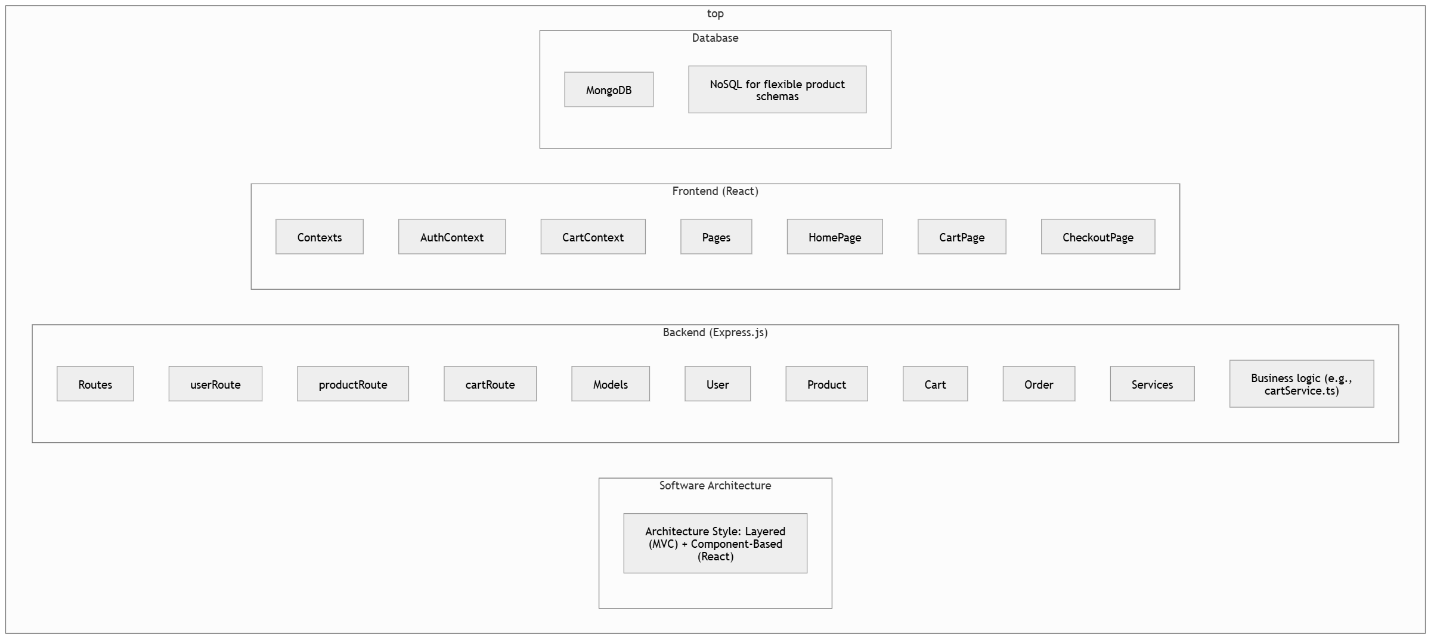 top
Database
MongoDB
NoSQL for flexible product
schemas
Frontend (React)
Contexts
AuthContext
CartContext
Pages
HomePage
CartPage
CheckoutPage
Backend (Express.js)
Routes
userRoute
productRoute
cartRoute
Models
User
Product
Cart
Order
Services
Business logic (e.g.,
cartService.ts)
Software Architecture
Architecture Style: Layered
(MVC) + Component-Based
(React)